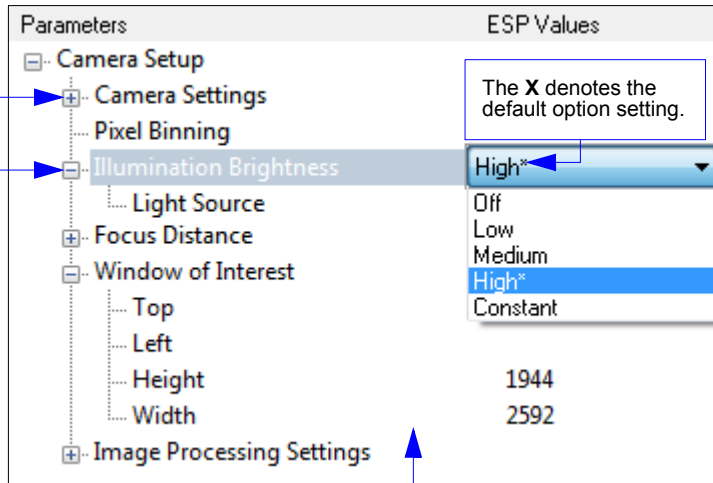 Parameters ESP Values
Camera Setup
Camera Settings
The X denotes the
default option setting.
Pixel Binning
Illumination Brightness High*
Light Source Off
Low
Focus Distance
Medium
Window of Interest High*
Top Constant
Left
Height 1944
Width 2592
Image Processing Settings